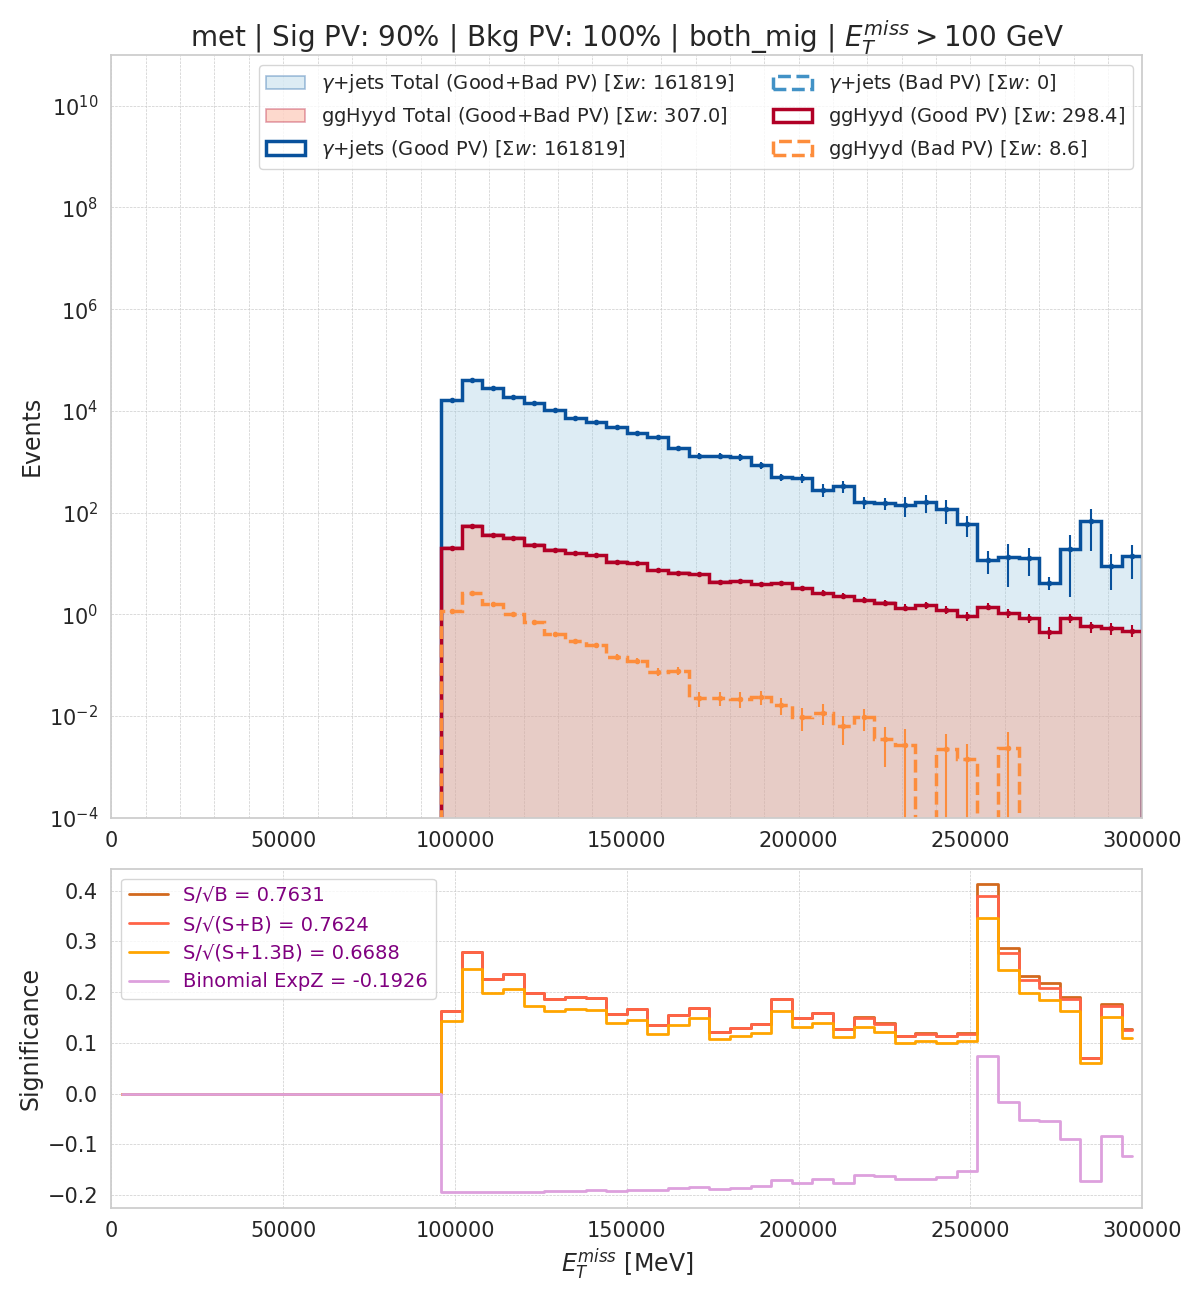 met | Sig PV: 90% | Bkg PV: 100% | both_mig | $E_T^{miss} > 100$ GeV
γ+jets Total (Good+Bad PV) [Σw: 161819]
ggHyyd Total (Good+Bad PV) [Σw: 307.0]
γ+jets (Good PV) [Σw: 161819]
γ+jets (Bad PV) [Σw: 0]
ggHyyd (Good PV) [Σw: 298.4]
ggHyyd (Bad PV) [Σw: 8.6]
Events
10^{10}
10^{8}
10^{6}
10^{4}
10^{2}
10^{0}
10^{-2}
10^{-4}
0 50000 100000 150000 200000 250000 300000
S/√B = 0.7631
S/√(S+B) = 0.7624
S/√(S+1.3B) = 0.6688
Binomial ExpZ = -0.1926
Significance
0.4
0.3
0.2
0.1
0.0
−0.1
−0.2
0 50000 100000 150000 200000 250000 300000
$E_T^{miss}$ [MeV]